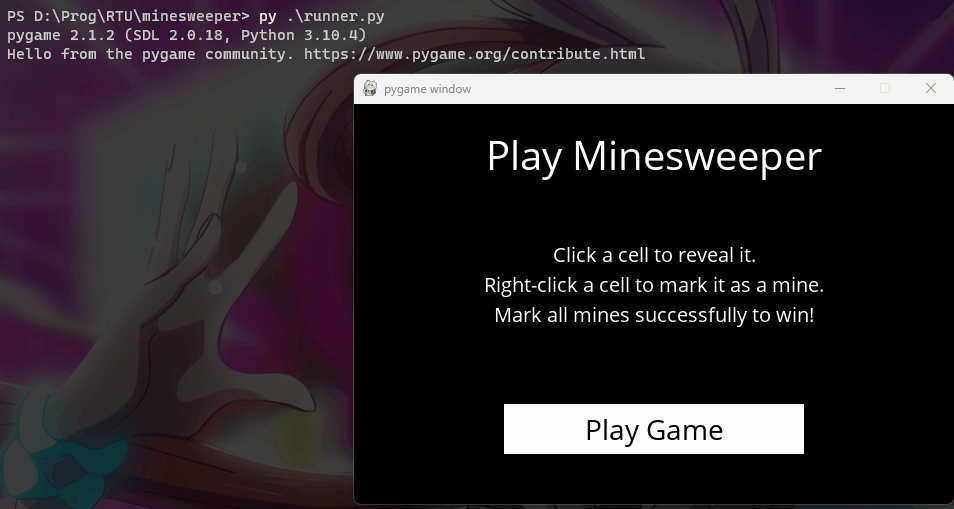 PS D:\Prog\RTU\minesweeper> py .\runner.py
pygame 2.1.2 (SDL 2.0.18, Python 3.10.4)
Hello from the pygame community. https://www.pygame.org/contribute.html
pygame window
Play Minesweeper
Click a cell to reveal it.
Right-click a cell to mark it as a mine.
Mark all mines successfully to win!
Play Game